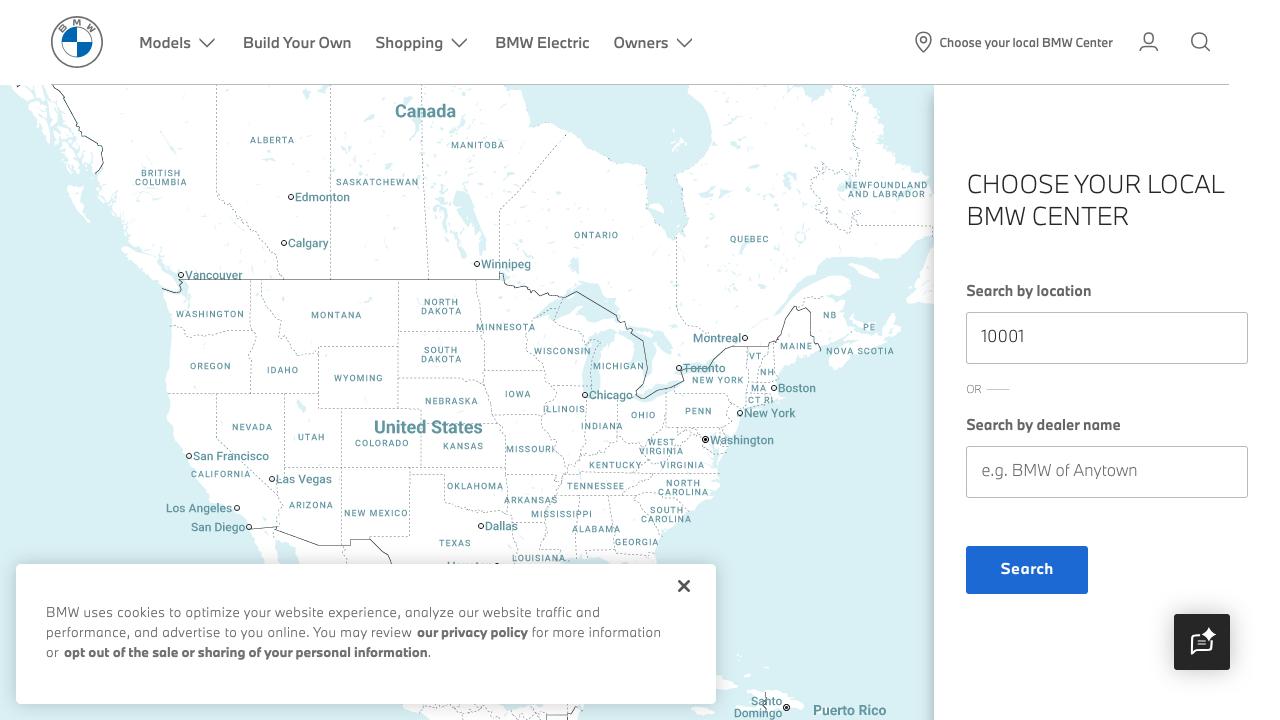 BMW
Models
Build Your Own
Shopping
BMW Electric
Owners
Choose your local BMW Center
Canada
ALBERTA
MANITOBA
BRITISH
COLUMBIA
SASKATCHEWAN
NEWFOUNDLAND
AND LABRADOR
Edmonton
ONTARIO
QUEBEC
Calgary
Winnipeg
Vancouver
WASHINGTON
MONTANA
NORTH
DAKOTA
MINNESOTA
NB
PE
OREGON
IDAHO
WYOMING
SOUTH
DAKOTA
WISCONSIN
MICHIGAN
Montreal
MAINE
NOVA SCOTIA
VT
NH
Toronto
NEW YORK
MA
CT RI
Boston
NEBRASKA
IOWA
Chicago
ILLINOIS
INDIANA
OHIO
PENN
New York
NEVADA
UTAH
United States
COLORADO
KANSAS
MISSOURI
WEST
VIRGINIA
Washington
KENTUCKY
VIRGINIA
San Francisco
CALIFORNIA
Las Vegas
OKLAHOMA
TENNESSEE
NORTH
CAROLINA
ARKANSAS
Los Angeles
ARIZONA
NEW MEXICO
MISSISSIPPI
SOUTH
CAROLINA
San Diego
Dallas
ALABAMA
TEXAS
GEORGIA
LOUISIANA
Santo
Domingo
Puerto Rico
CHOOSE YOUR LOCAL
BMW CENTER
Search by location
10001
OR
Search by dealer name
e.g. BMW of Anytown
Search
BMW uses cookies to optimize your website experience, analyze our website traffic and
performance, and advertise to you online. You may review our privacy policy for more information
or opt out of the sale or sharing of your personal information.